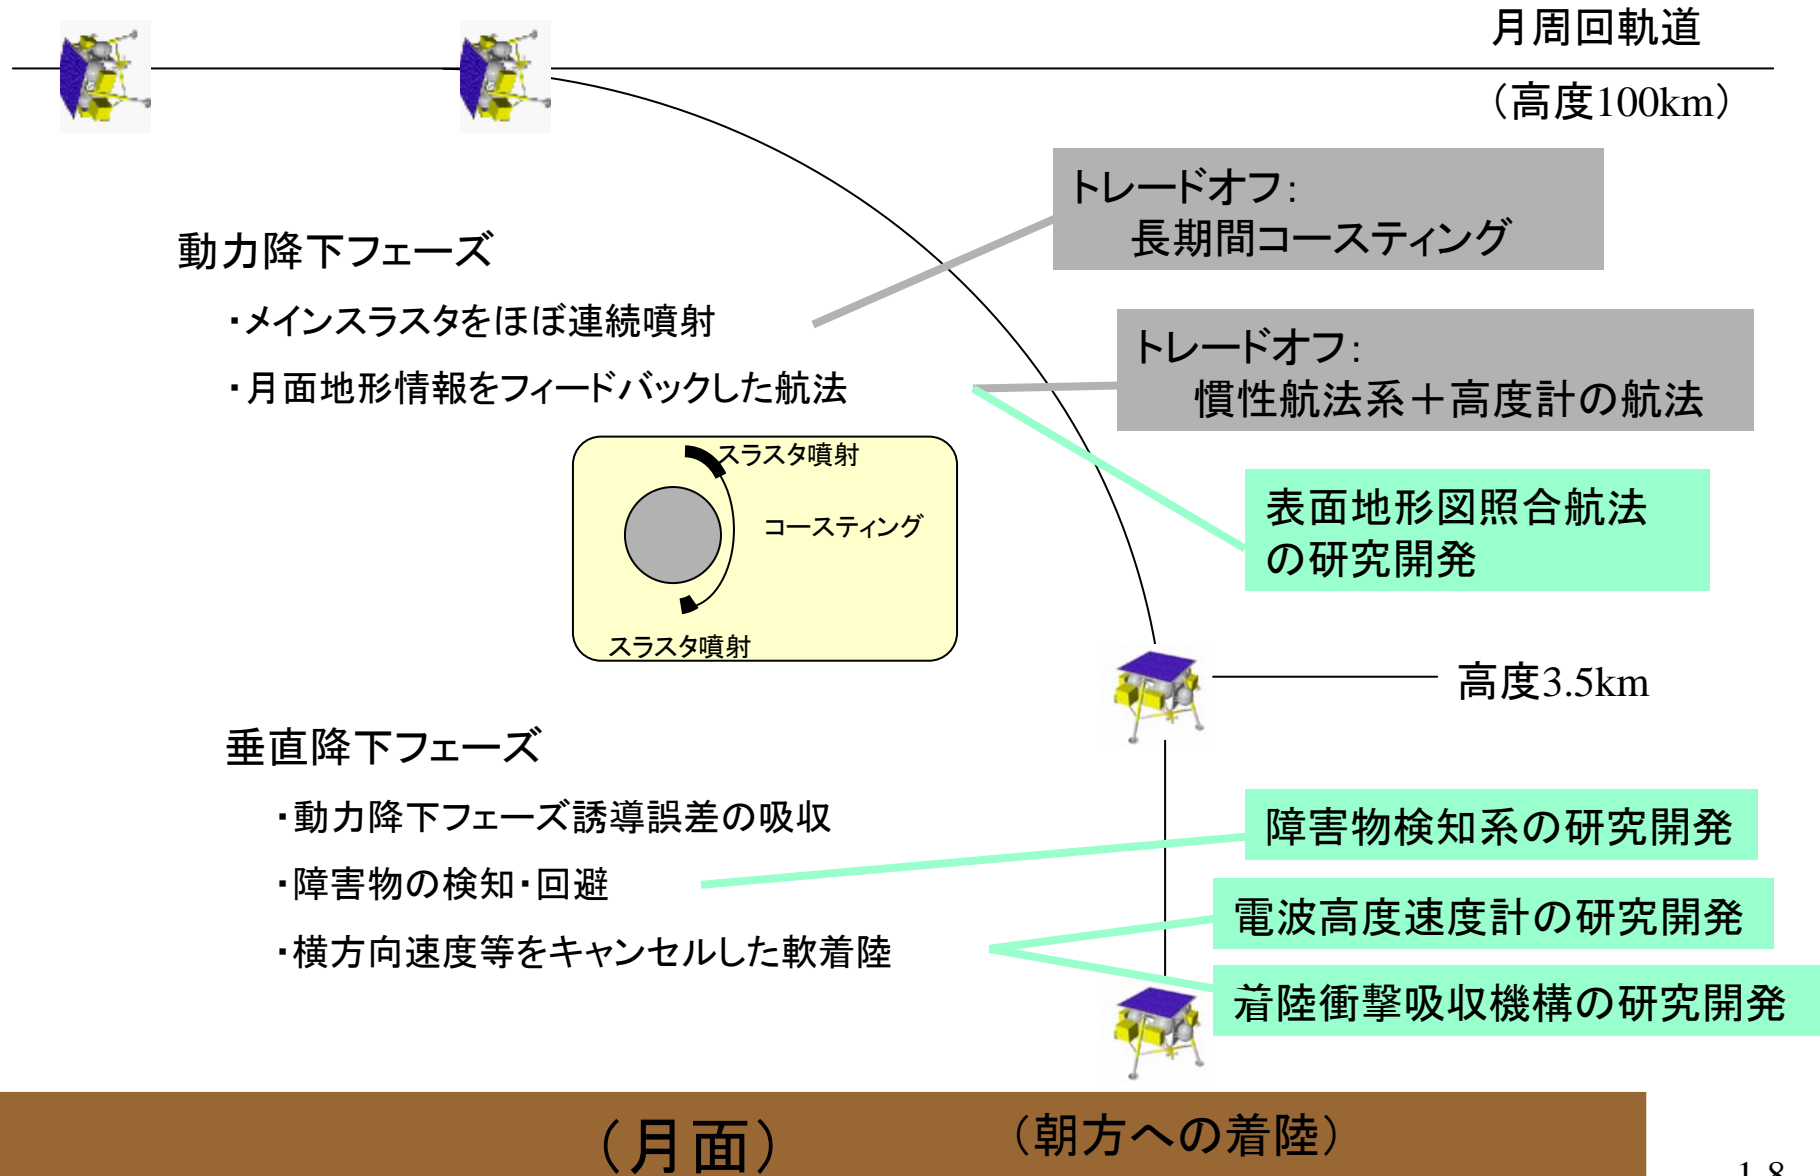 月周回軌道
（高度100km）
トレードオフ：
長期間コースティング
動力降下フェーズ
・メインスラスタをほぼ連続噴射
・月面地形情報をフィードバックした航法
トレードオフ：
慣性航法系＋高度計の航法
スラスタ噴射
コースティング
スラスタ噴射
表面地形図照合航法
の研究開発
高度3.5km
垂直降下フェーズ
・動力降下フェーズ誘導誤差の吸収
・障害物の検知・回避
・横方向速度等をキャンセルした軟着陸
障害物検知系の研究開発
電波高度速度計の研究開発
着陸衝撃吸収機構の研究開発
（月面）
（朝方への着陸）